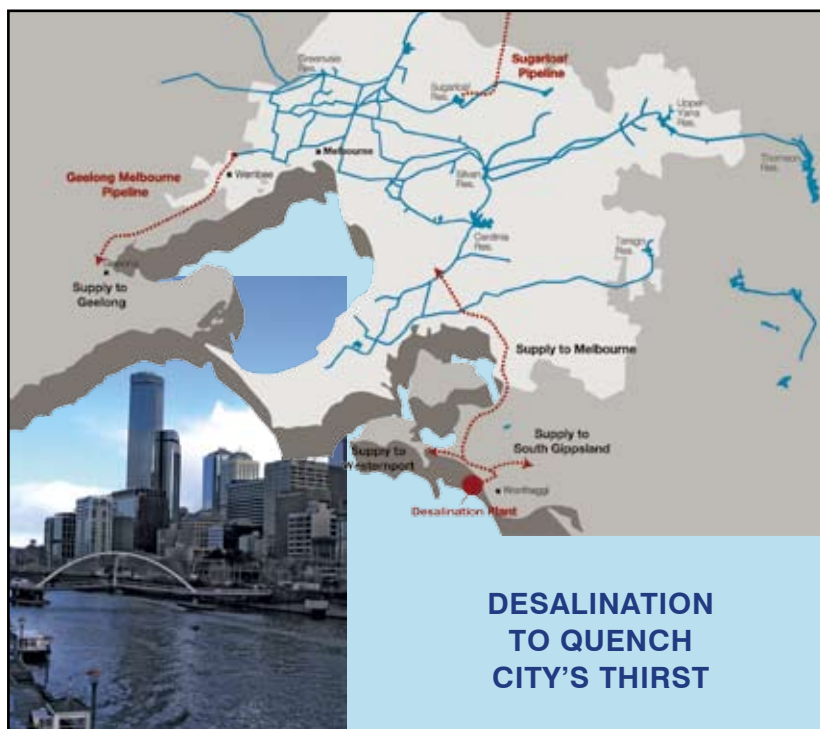 Sugarloaf
Pipeline
Greenvale
Res.
Sugarloaf
Res.
Upper
Yarra
Res.
Melbourne
Thomson
Res.
Geelong Melbourne
Pipeline
Werribee
Silvan
Res.
Cardinia
Res.
Tarago
Res.
Geelong
Supply to
Geelong
Supply to Melbourne
Supply to
South Gippsland
Supply to
Westernport
Wonthaggi
Desalination Plant
DESALINATION
TO QUENCH
CITY'S THIRST